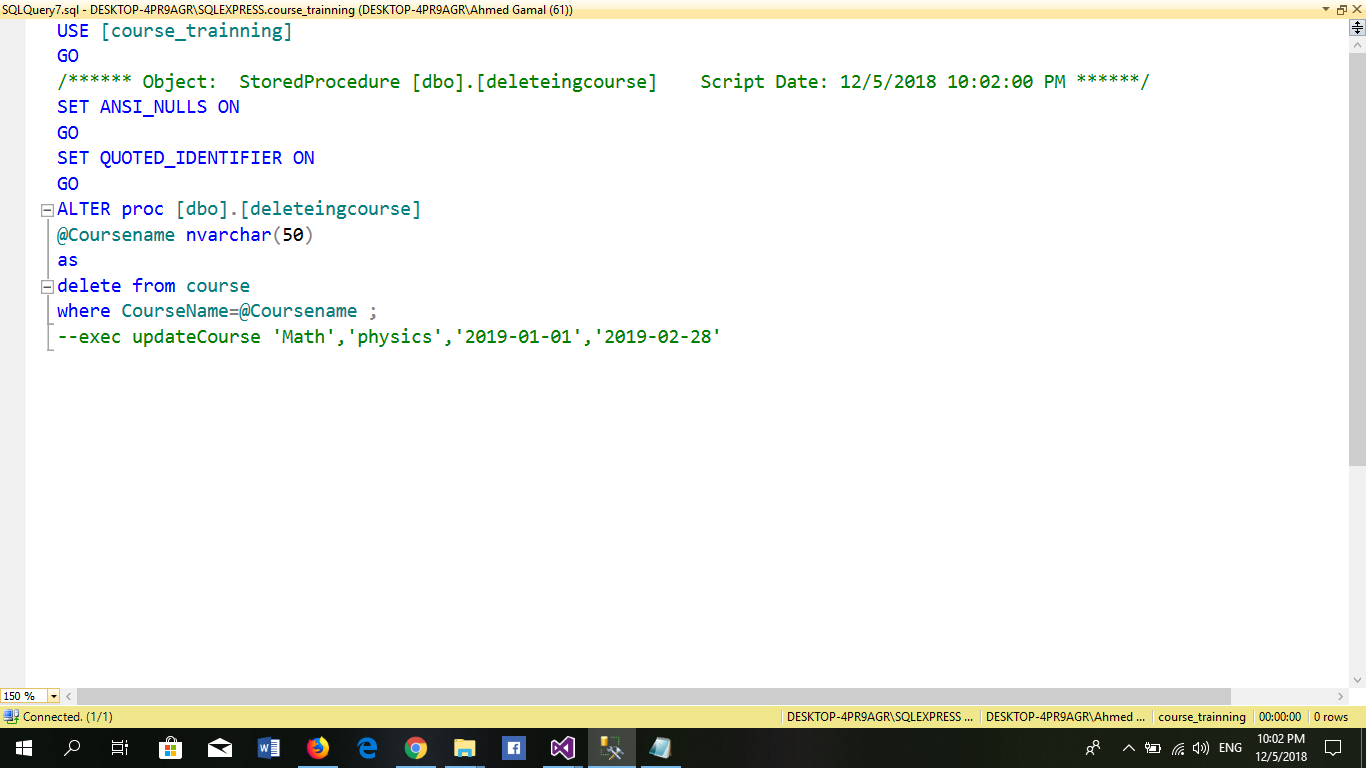 SQLQuery7.sql - DESKTOP-4PR9AGR\SQLEXPRESS.course_trainning (DESKTOP-4PR9AGR\Ahmed Gamal (61))
USE [course_trainning]
GO
/****** Object:  StoredProcedure [dbo].[deleteingcourse]    Script Date: 12/5/2018 10:02:00 PM ******/
SET ANSI_NULLS ON
GO
SET QUOTED_IDENTIFIER ON
GO
ALTER proc [dbo].[deleteingcourse]
@Coursename nvarchar(50)
as
delete from course
where CourseName=@Coursename ;
--exec updateCourse 'Math','physics','2019-01-01','2019-02-28'
150 %
Connected. (1/1) DESKTOP-4PR9AGR\SQLEXPRESS ... DESKTOP-4PR9AGR\Ahmed ... course_trainning 00:00:00 0 rows
ENG 10:02 PM
12/5/2018